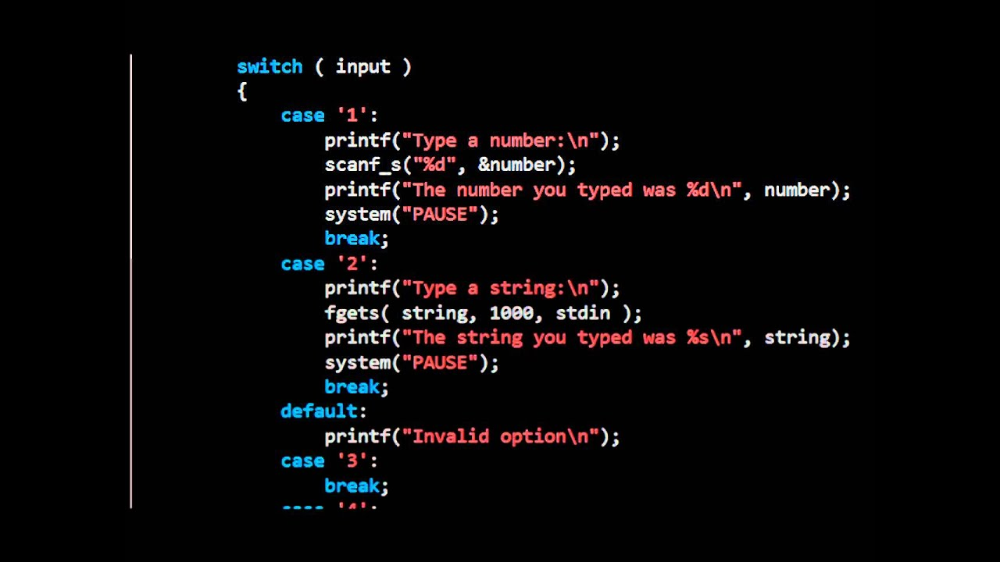 switch ( input )
{
case '1':
printf("Type a number:\n");
scanf_s("%d", &number);
printf("The number you typed was %d\n", number);
system("PAUSE");
break;
case '2':
printf("Type a string:\n");
fgets( string, 1000, stdin );
printf("The string you typed was %s\n", string);
system("PAUSE");
break;
default:
printf("Invalid option\n");
case '3':
break;
case '4':